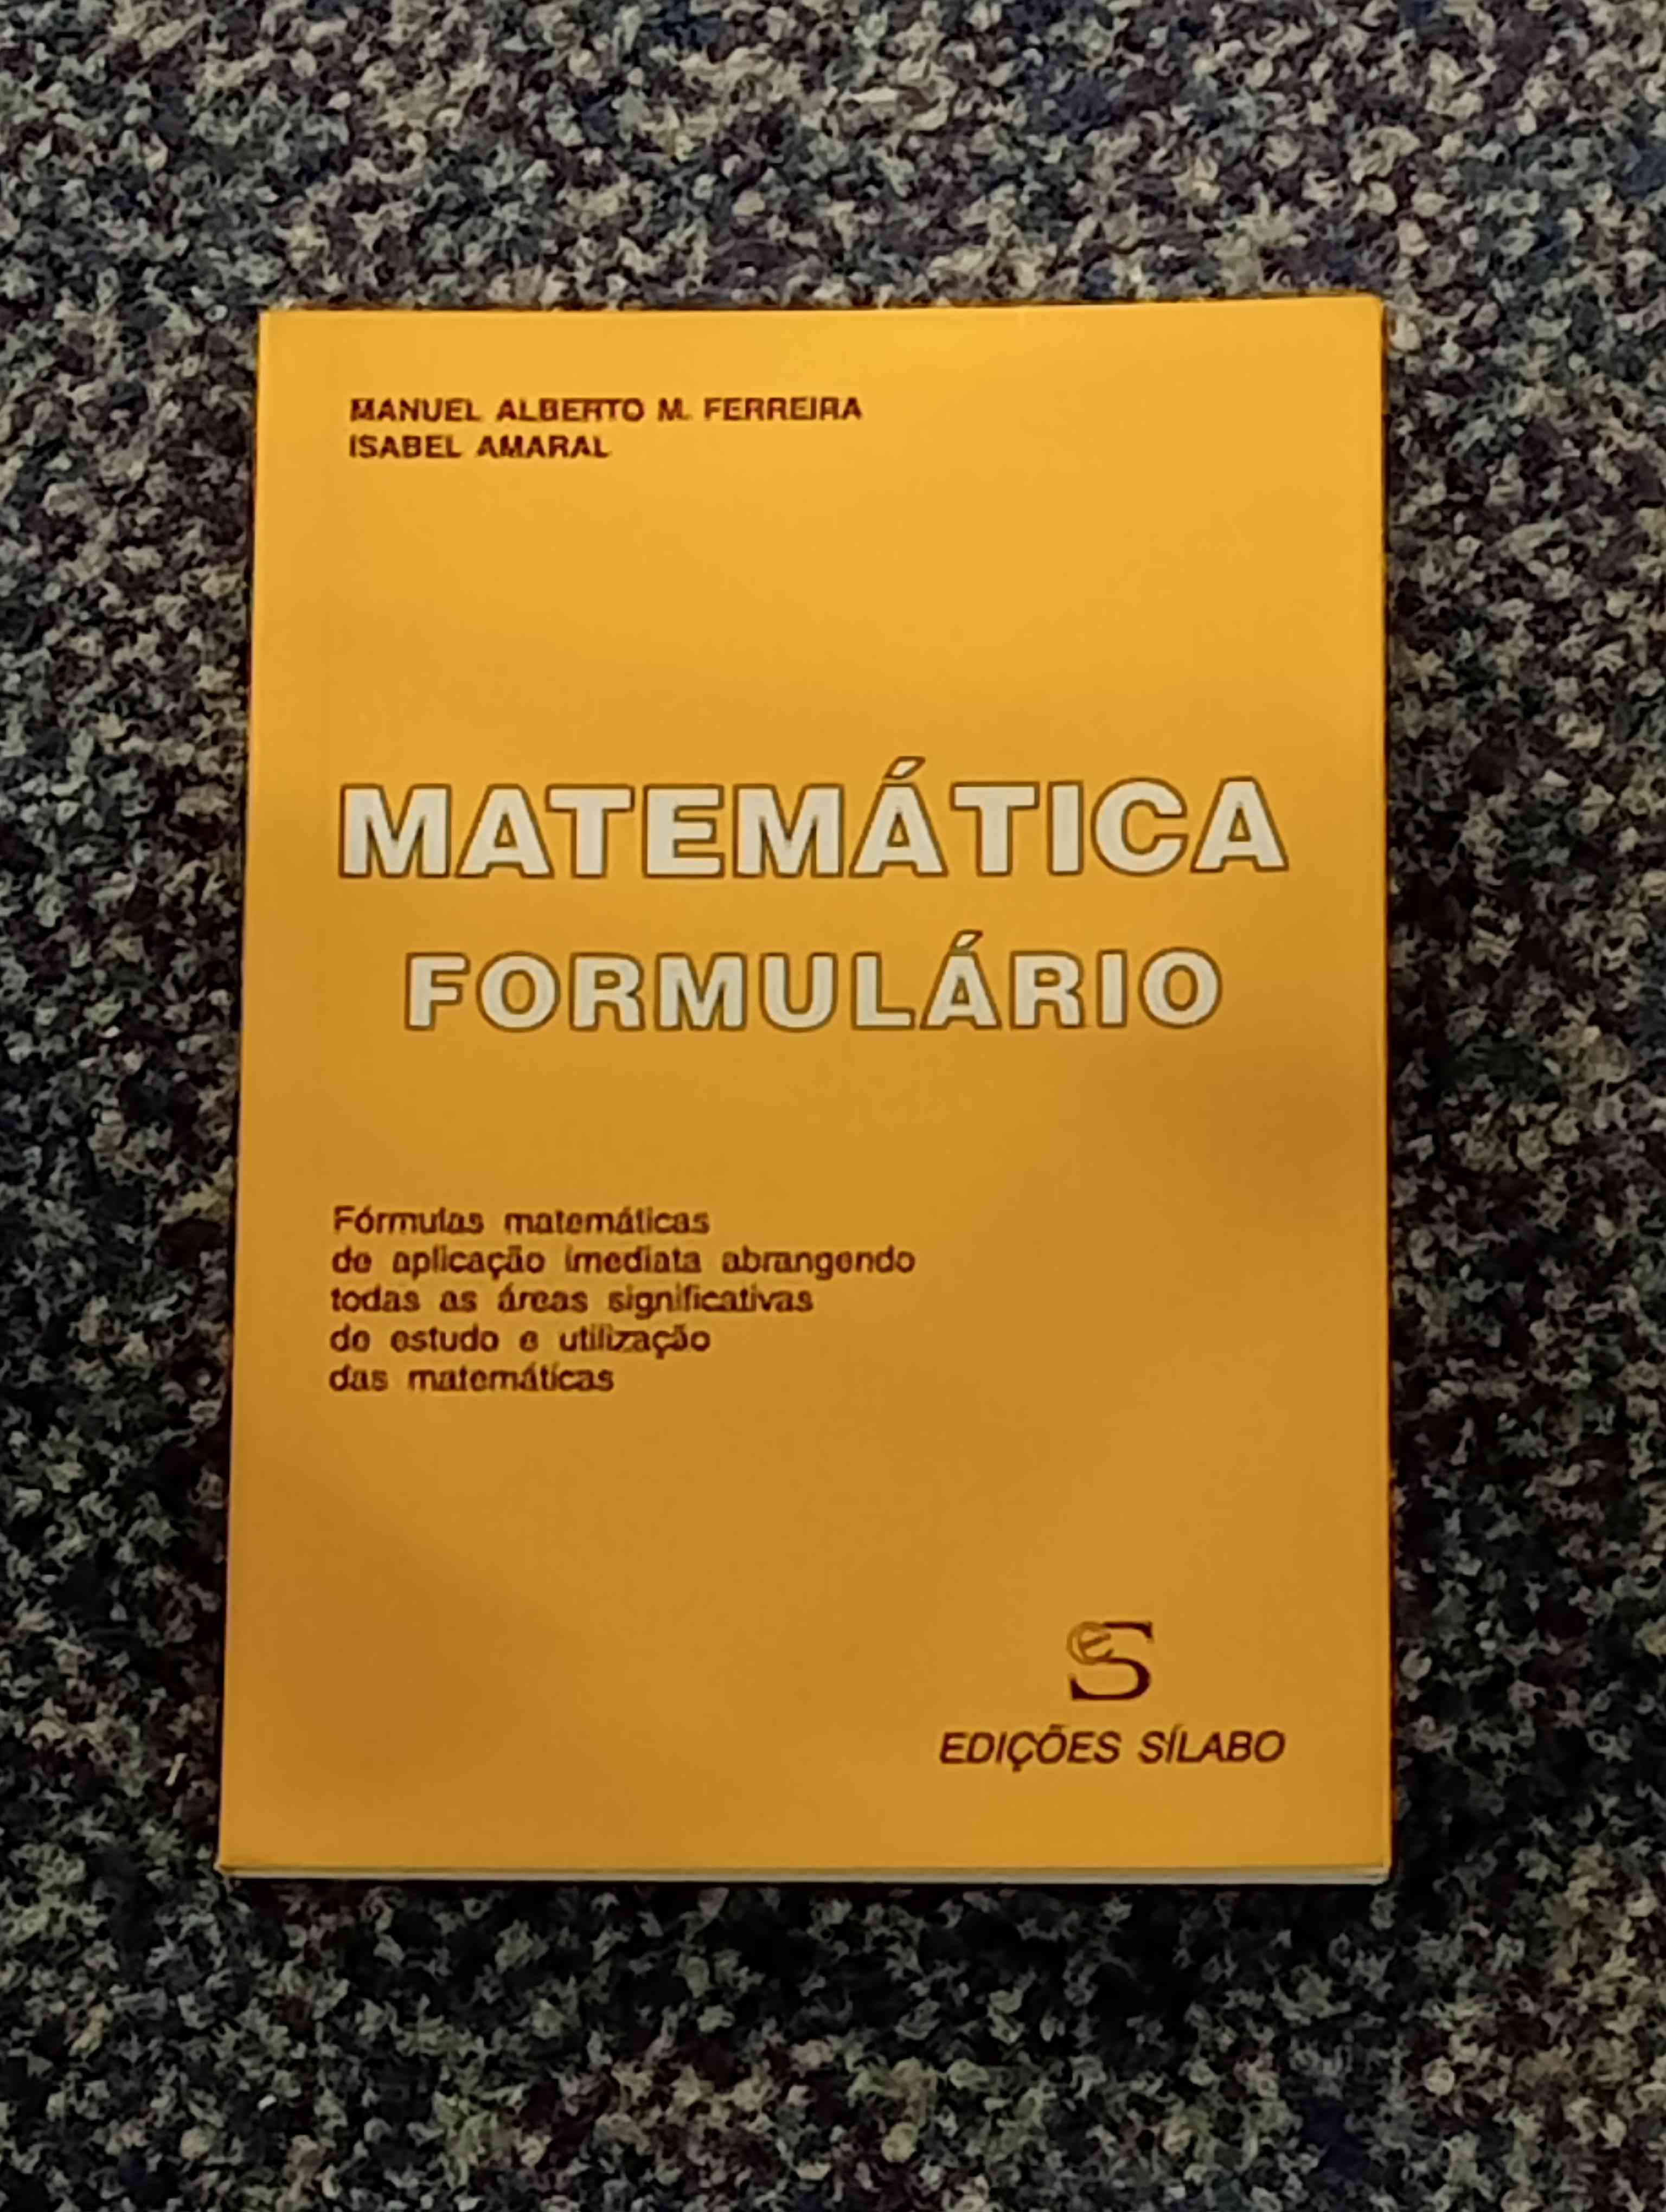 MANUEL ALBERTO M. FERREIRA
ISABEL AMARAL
MATEMÁTICA
FORMULÁRIO
Fórmulas matemáticas
de aplicação imediata abrangendo
todas as áreas significativas
de estudo e utilização
das matemáticas
eS
EDIÇÕES SÍLABO